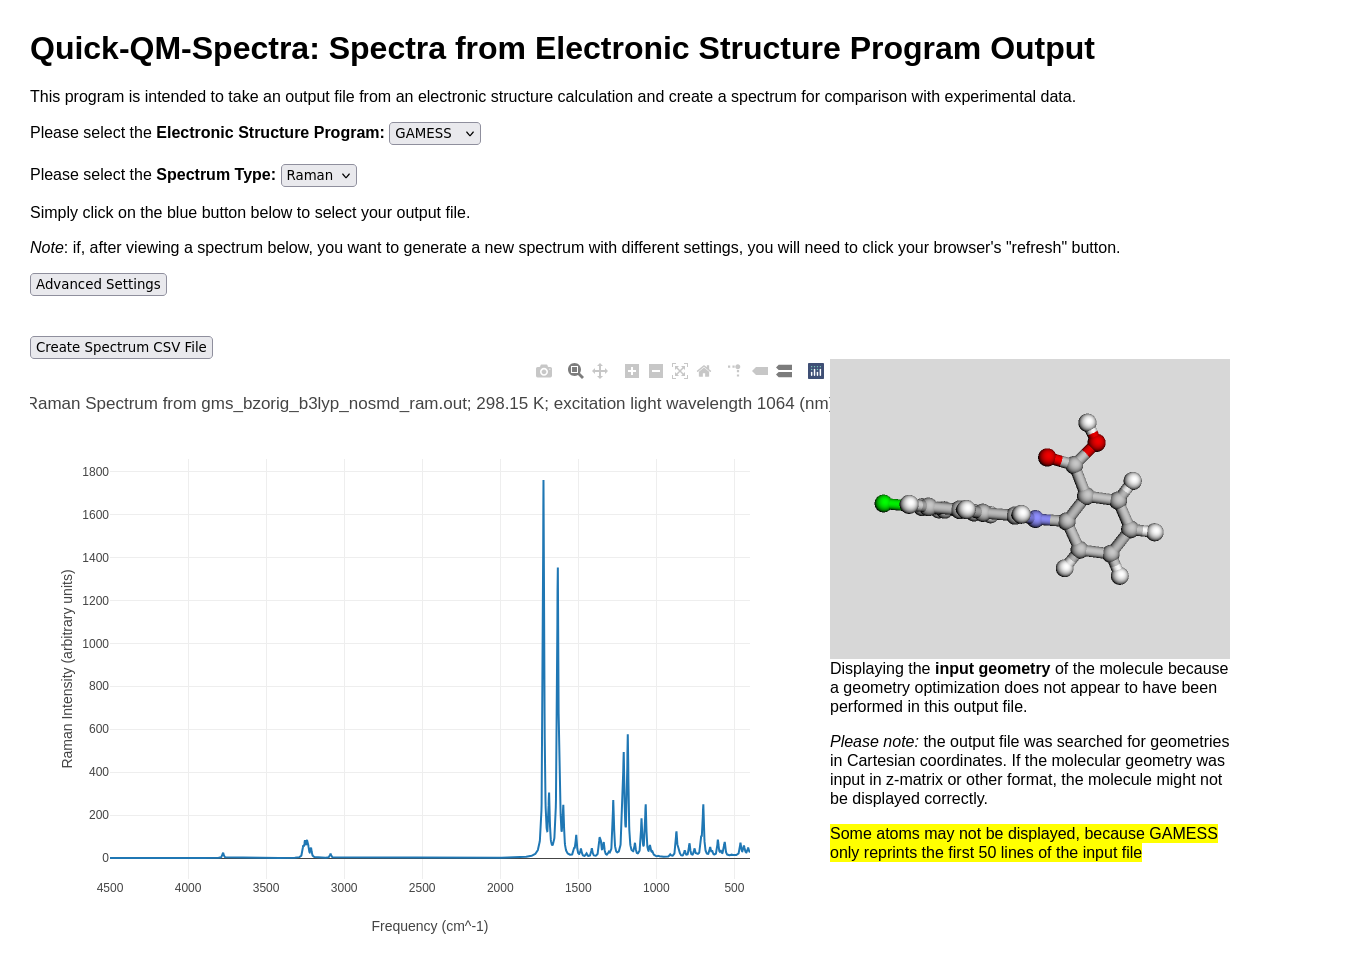 Quick-QM-Spectra: Spectra from Electronic Structure Program Output
This program is intended to take an output file from an electronic structure calculation and create a spectrum for comparison with experimental data.
Please select the Electronic Structure Program: GAMESS
Please select the Spectrum Type: Raman
Simply click on the blue button below to select your output file.
Note: if, after viewing a spectrum below, you want to generate a new spectrum with different settings, you will need to click your browser's "refresh" button.
Advanced Settings
Create Spectrum CSV File
Raman Spectrum from gms_bzorig_b3lyp_nosmd_ram.out; 298.15 K; excitation light wavelength 1064 (nm)
1800
1600
1400
1200
1000
800
600
400
200
0
Raman Intensity (arbitrary units)
4500 4000 3500 3000 2500 2000 1500 1000 500
Frequency (cm^-1)
Displaying the input geometry of the molecule because
a geometry optimization does not appear to have been
performed in this output file.
Please note: the output file was searched for geometries
in Cartesian coordinates. If the molecular geometry was
input in z-matrix or other format, the molecule might not
be displayed correctly.
Some atoms may not be displayed, because GAMESS
only reprints the first 50 lines of the input file